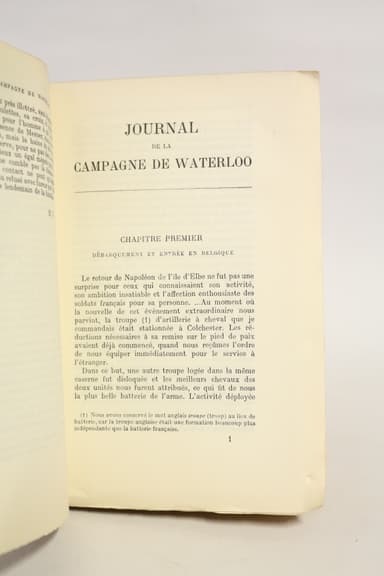 CAMPAGNE DE
JOURNAL
DE LA
CAMPAGNE DE WATERLOO
CHAPITRE PREMIER
DÉBARQUEMENT ET ENTRÉE EN BELGIQUE
Le retour de Napoléon de l'île d'Elbe ne fut pas une
surprise pour ceux qui connaissaient son activité,
son ambition insatiable et l'affection enthousiaste des
soldats français pour sa personne. ...Au moment où
la nouvelle de cet évènement extraordinaire nous
parvint, la troupe (1) d'artillerie à cheval que je
commandais était stationnée à Colchester. Les ré-
ductions nécessaires à sa remise sur le pied de paix
avaient déjà commencé, quand nous reçûmes l'ordre
de nous équiper immédiatement pour le service à
l'étranger.
Dans ce but, une autre troupe logée dans la même
caserne fut disloquée et les meilleurs chevaux des
deux unités nous furent attribués, ce qui fit de nous
la plus belle batterie de l'arme. L'activité déployée
(1) Nous avons conservé le mot anglais troupe (troop) au lieu de
batterie, car la troupe anglaise était une formation beaucoup plus
indépendante que la batterie française.
1